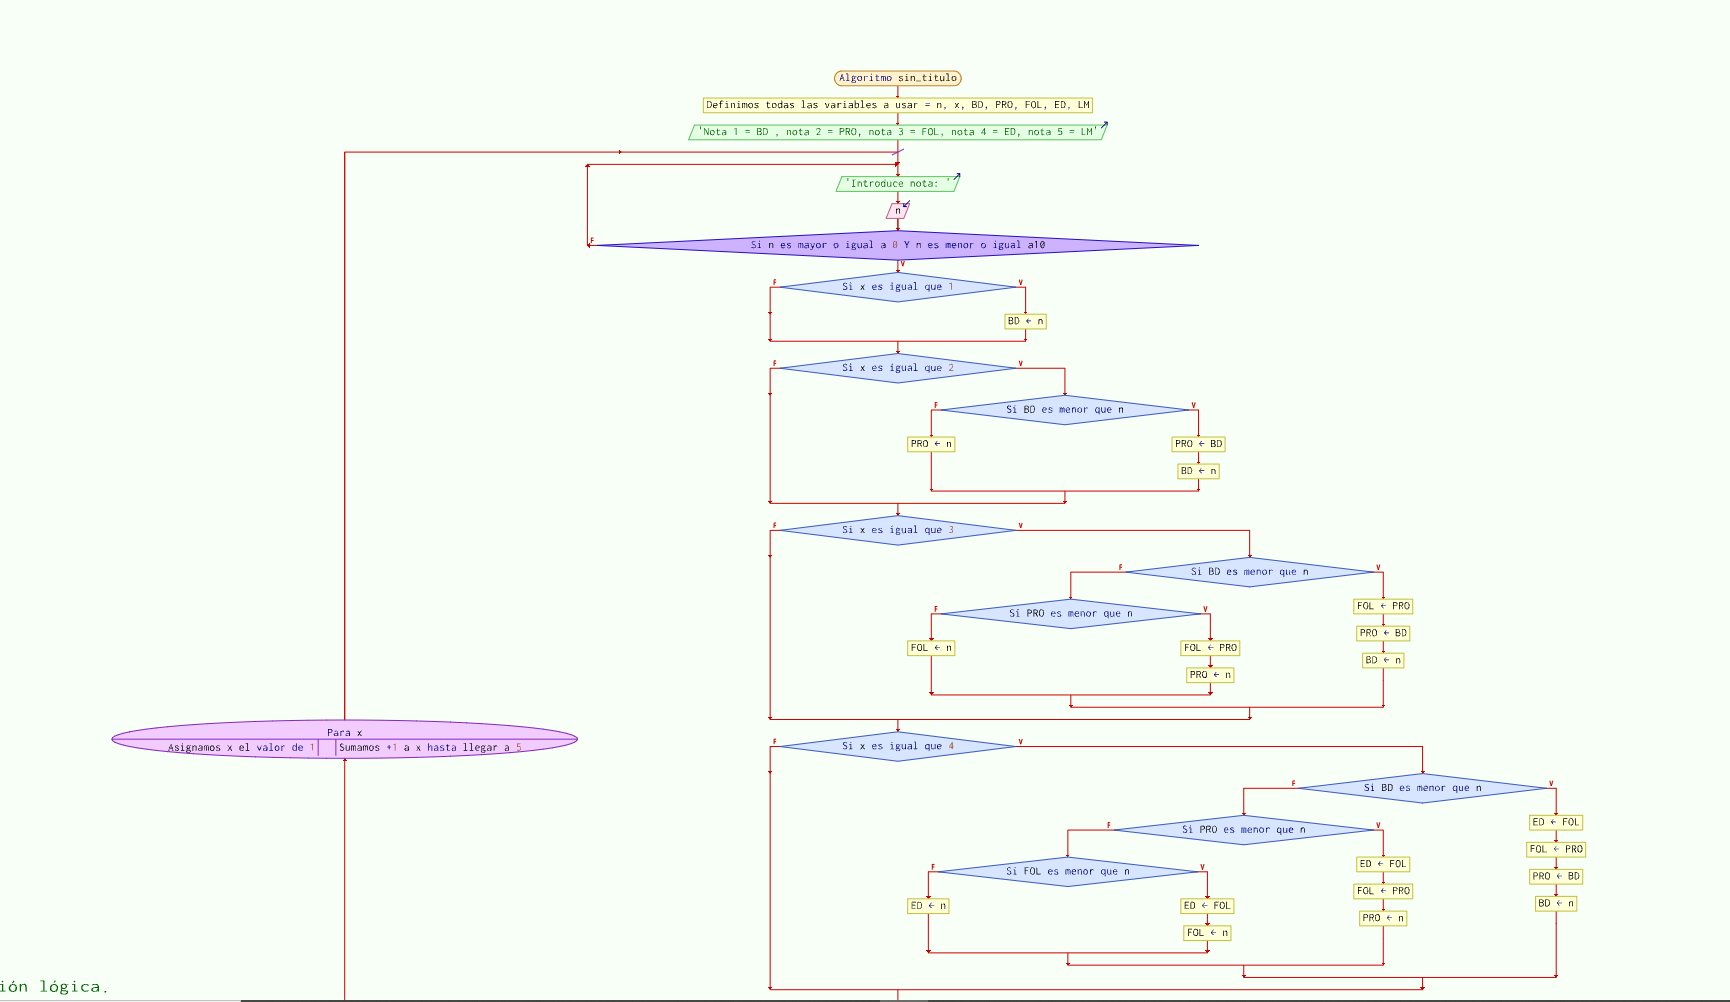 Algoritmo sin_titulo
Definimos todas las variables a usar = n, x, BD, PRO, FOL, ED, LM
'Nota 1 = BD , nota 2 = PRO, nota 3 = FOL, nota 4 = ED, nota 5 = LM'
'Introduce nota: '
n
F
Si n es mayor o igual a 0 Y n es menor o igual a10
V
F
Si x es igual que 1
V
BD ← n
F
Si x es igual que 2
V
F
Si BD es menor que n
V
PRO ← n
PRO ← BD
BD ← n
F
Si x es igual que 3
V
F
Si BD es menor que n
V
F
Si PRO es menor que n
V
FOL ← PRO
PRO ← BD
FOL ← n
FOL ← PRO
BD ← n
PRO ← n
Para x
Asignamos x el valor de 1
Sumamos +1 a x hasta llegar a 5
F
Si x es igual que 4
V
F
Si BD es menor que n
V
F
Si PRO es menor que n
V
ED ← FOL
FOL ← PRO
F
Si FOL es menor que n
V
ED ← FOL
PRO ← BD
FOL ← PRO
BD ← n
ED ← n
ED ← FOL
PRO ← n
FOL ← n
ión lógica.